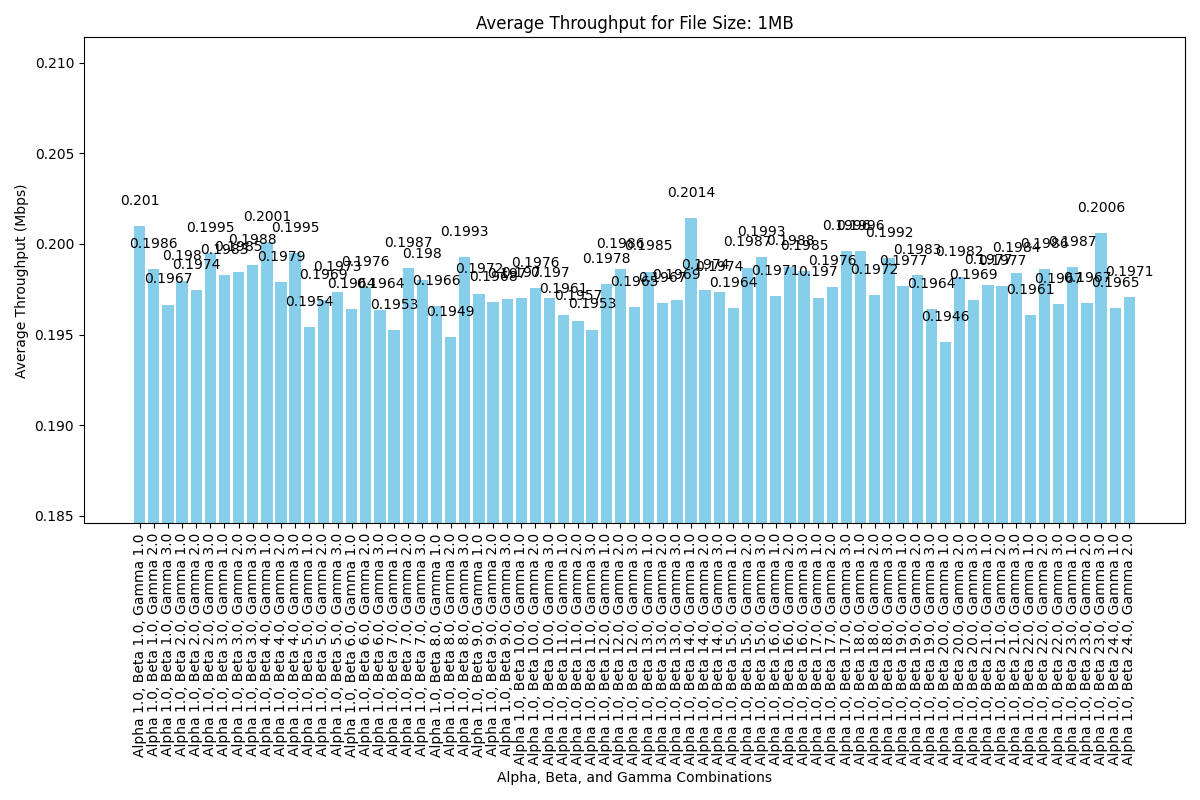 Average Throughput for File Size: 1MB
Average Throughput (Mbps)
0.210
0.205
0.200
0.195
0.190
0.185
0.201
0.1986
0.1967
0.1974
0.1995
0.1983
0.1985
0.1988
0.2001
0.1979
0.1995
0.1954
0.1969
0.1973
0.1964
0.1976
0.1964
0.1953
0.1987
0.198
0.1966
0.1949
0.1993
0.1972
0.1968
0.197
0.197
0.1976
0.197
0.1961
0.1957
0.1953
0.1978
0.1986
0.1965
0.1985
0.1967
0.1969
0.2014
0.1974
0.1974
0.1964
0.1987
0.1993
0.1971
0.1988
0.1985
0.197
0.1976
0.1996
0.1996
0.1972
0.1992
0.1977
0.1983
0.1964
0.1946
0.1982
0.1969
0.1977
0.1977
0.1984
0.1961
0.1986
0.1967
0.1987
0.1967
0.2006
0.1965
0.1971
Alpha 1.0, Beta 1.0, Gamma 1.0
Alpha 1.0, Beta 1.0, Gamma 2.0
Alpha 1.0, Beta 1.0, Gamma 3.0
Alpha 1.0, Beta 2.0, Gamma 1.0
Alpha 1.0, Beta 2.0, Gamma 2.0
Alpha 1.0, Beta 2.0, Gamma 3.0
Alpha 1.0, Beta 3.0, Gamma 1.0
Alpha 1.0, Beta 3.0, Gamma 2.0
Alpha 1.0, Beta 3.0, Gamma 3.0
Alpha 1.0, Beta 4.0, Gamma 1.0
Alpha 1.0, Beta 4.0, Gamma 2.0
Alpha 1.0, Beta 4.0, Gamma 3.0
Alpha 1.0, Beta 5.0, Gamma 1.0
Alpha 1.0, Beta 5.0, Gamma 2.0
Alpha 1.0, Beta 5.0, Gamma 3.0
Alpha 1.0, Beta 6.0, Gamma 1.0
Alpha 1.0, Beta 6.0, Gamma 2.0
Alpha 1.0, Beta 6.0, Gamma 3.0
Alpha 1.0, Beta 7.0, Gamma 1.0
Alpha 1.0, Beta 7.0, Gamma 2.0
Alpha 1.0, Beta 7.0, Gamma 3.0
Alpha 1.0, Beta 8.0, Gamma 1.0
Alpha 1.0, Beta 8.0, Gamma 2.0
Alpha 1.0, Beta 8.0, Gamma 3.0
Alpha 1.0, Beta 9.0, Gamma 1.0
Alpha 1.0, Beta 9.0, Gamma 2.0
Alpha 1.0, Beta 9.0, Gamma 3.0
Alpha 1.0, Beta 10.0, Gamma 1.0
Alpha 1.0, Beta 10.0, Gamma 2.0
Alpha 1.0, Beta 10.0, Gamma 3.0
Alpha 1.0, Beta 11.0, Gamma 1.0
Alpha 1.0, Beta 11.0, Gamma 2.0
Alpha 1.0, Beta 11.0, Gamma 3.0
Alpha 1.0, Beta 12.0, Gamma 1.0
Alpha 1.0, Beta 12.0, Gamma 2.0
Alpha 1.0, Beta 12.0, Gamma 3.0
Alpha 1.0, Beta 13.0, Gamma 1.0
Alpha 1.0, Beta 13.0, Gamma 2.0
Alpha 1.0, Beta 13.0, Gamma 3.0
Alpha 1.0, Beta 14.0, Gamma 1.0
Alpha 1.0, Beta 14.0, Gamma 2.0
Alpha 1.0, Beta 14.0, Gamma 3.0
Alpha 1.0, Beta 15.0, Gamma 1.0
Alpha 1.0, Beta 15.0, Gamma 2.0
Alpha 1.0, Beta 15.0, Gamma 3.0
Alpha 1.0, Beta 16.0, Gamma 1.0
Alpha 1.0, Beta 16.0, Gamma 2.0
Alpha 1.0, Beta 16.0, Gamma 3.0
Alpha 1.0, Beta 17.0, Gamma 1.0
Alpha 1.0, Beta 17.0, Gamma 2.0
Alpha 1.0, Beta 17.0, Gamma 3.0
Alpha 1.0, Beta 18.0, Gamma 1.0
Alpha 1.0, Beta 18.0, Gamma 2.0
Alpha 1.0, Beta 18.0, Gamma 3.0
Alpha 1.0, Beta 19.0, Gamma 1.0
Alpha 1.0, Beta 19.0, Gamma 2.0
Alpha 1.0, Beta 19.0, Gamma 3.0
Alpha 1.0, Beta 20.0, Gamma 1.0
Alpha 1.0, Beta 20.0, Gamma 2.0
Alpha 1.0, Beta 20.0, Gamma 3.0
Alpha 1.0, Beta 21.0, Gamma 1.0
Alpha 1.0, Beta 21.0, Gamma 2.0
Alpha 1.0, Beta 21.0, Gamma 3.0
Alpha 1.0, Beta 22.0, Gamma 1.0
Alpha 1.0, Beta 22.0, Gamma 2.0
Alpha 1.0, Beta 22.0, Gamma 3.0
Alpha 1.0, Beta 23.0, Gamma 1.0
Alpha 1.0, Beta 23.0, Gamma 2.0
Alpha 1.0, Beta 23.0, Gamma 3.0
Alpha 1.0, Beta 24.0, Gamma 1.0
Alpha 1.0, Beta 24.0, Gamma 2.0
Alpha, Beta, and Gamma Combinations